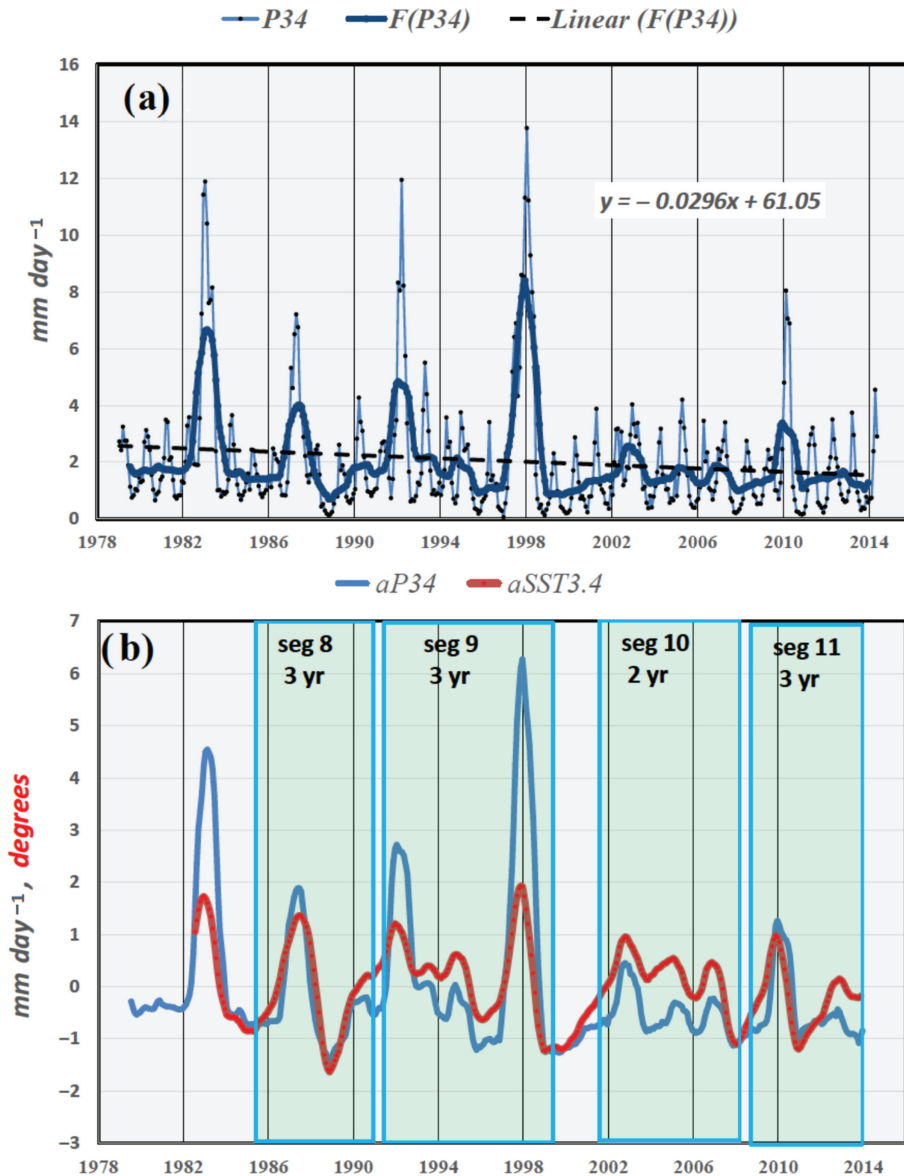 P34 F(P34) Linear (F(P34))
(a)
16
14
12
10
8
6
4
2
0
mm day⁻¹
y = – 0.0296x + 61.05
1978 1982 1986 1990 1994 1998 2002 2006 2010 2014
aP34 aSST3.4
(b)
seg 8
3 yr
seg 9
3 yr
seg 10
2 yr
seg 11
3 yr
7
6
5
4
3
2
1
0
–1
–2
–3
mm day⁻¹, degrees
1978 1982 1986 1990 1994 1998 2002 2006 2010 2014